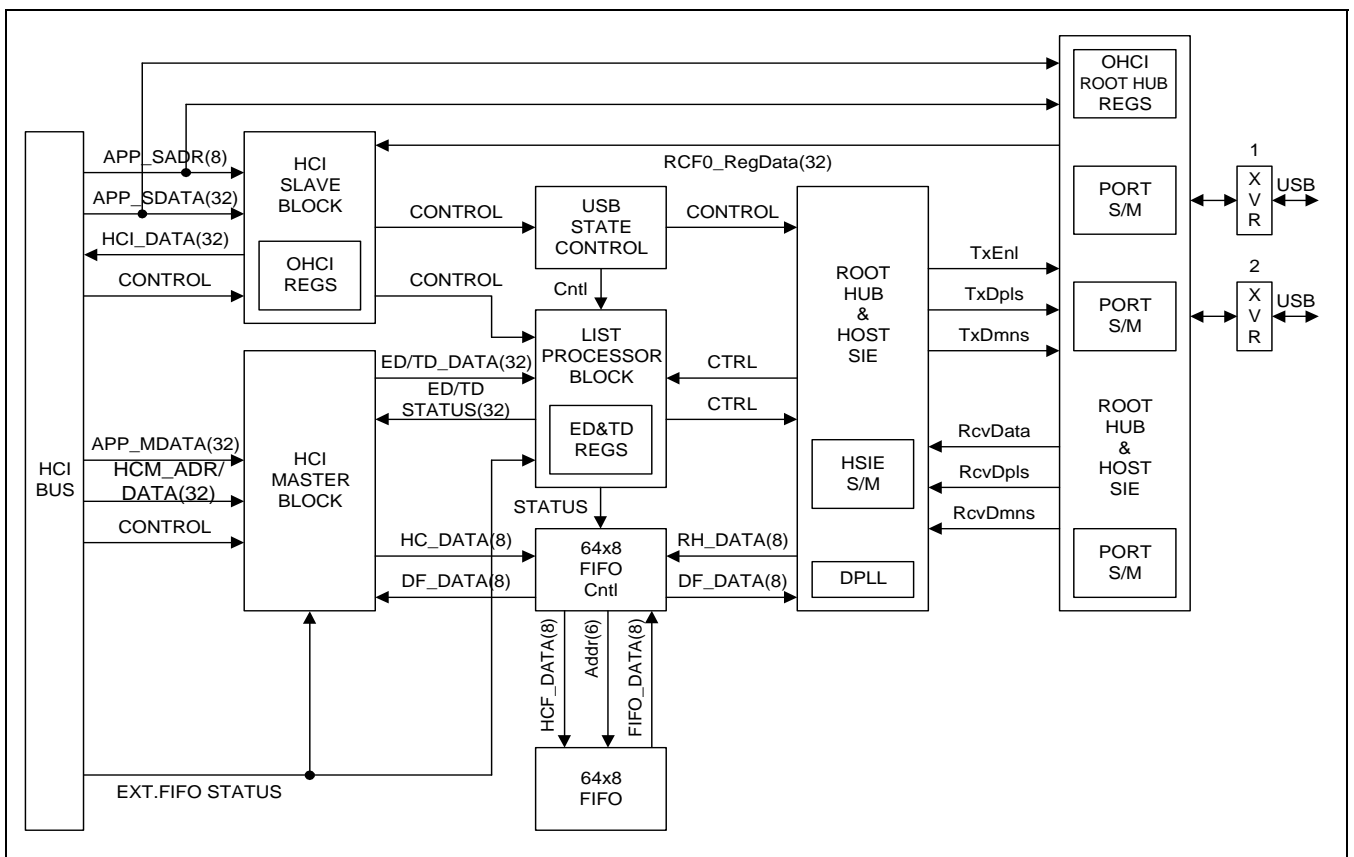 OHCI
ROOT HUB
REGS
APP_SADR(8)
APP_SDATA(32)
HCI_DATA(32)
CONTROL
HCI
SLAVE
BLOCK
OHCI
REGS
RCF0_RegData(32)
CONTROL
CONTROL
USB
STATE
CONTROL
CONTROL
Cntl
PORT
S/M
1
X
V
R
USB
PORT
S/M
2
X
V
R
USB
ROOT
HUB
&
HOST
SIE
TxEnl
TxDpls
TxDmns
LIST
PROCESSOR
BLOCK
ED&TD
REGS
ED/TD_DATA(32)
ED/TD
STATUS(32)
CTRL
CTRL
HCI
BUS
APP_MDATA(32)
HCM_ADR/
DATA(32)
CONTROL
HCI
MASTER
BLOCK
HSIE
S/M
RcvData
RcvDpls
RcvDmns
ROOT
HUB
&
HOST
SIE
STATUS
HC_DATA(8)
DF_DATA(8)
64x8
FIFO
Cntl
RH_DATA(8)
DF_DATA(8)
DPLL
PORT
S/M
HCF_DATA(8)
Addr(6)
FIFO_DATA(8)
EXT.FIFO STATUS
64x8
FIFO